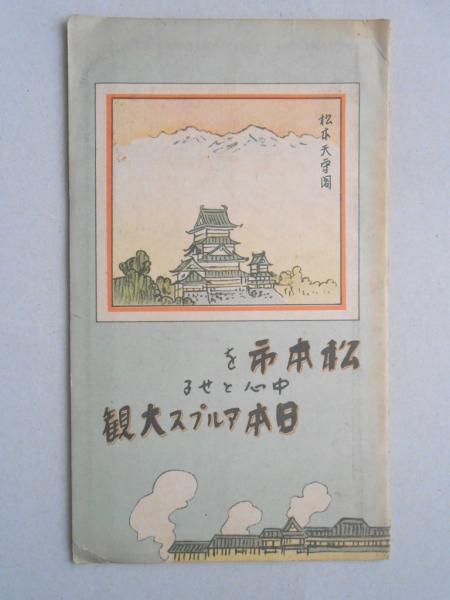 松本天守閣
松本市を
中心とせる
日本アルプス大観